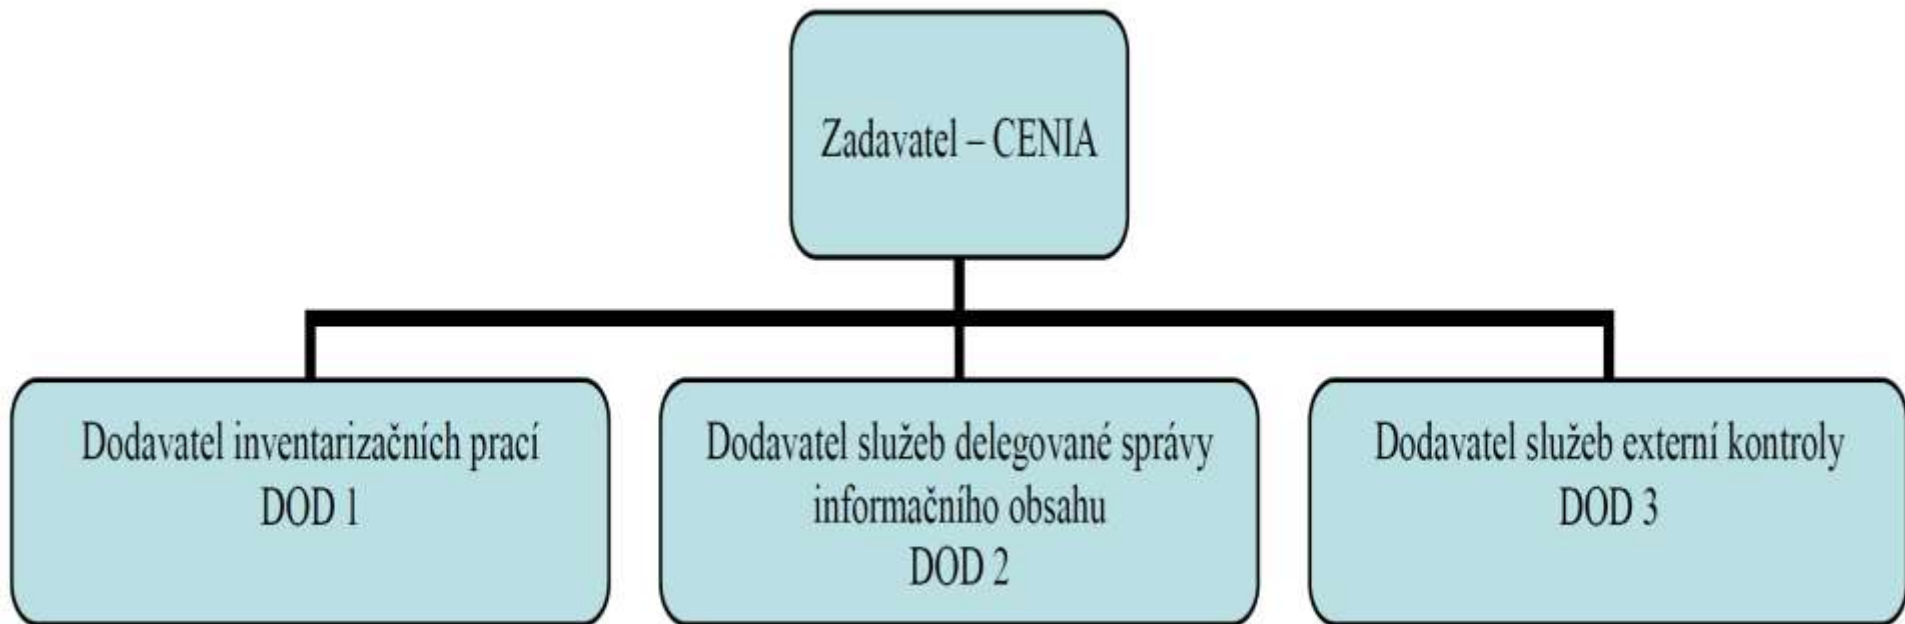 Zadavatel – CENIA
Dodavatel inventarizačních prací
DOD 1
Dodavatel služeb delegované správy
informačního obsahu
DOD 2
Dodavatel služeb externí kontroly
DOD 3